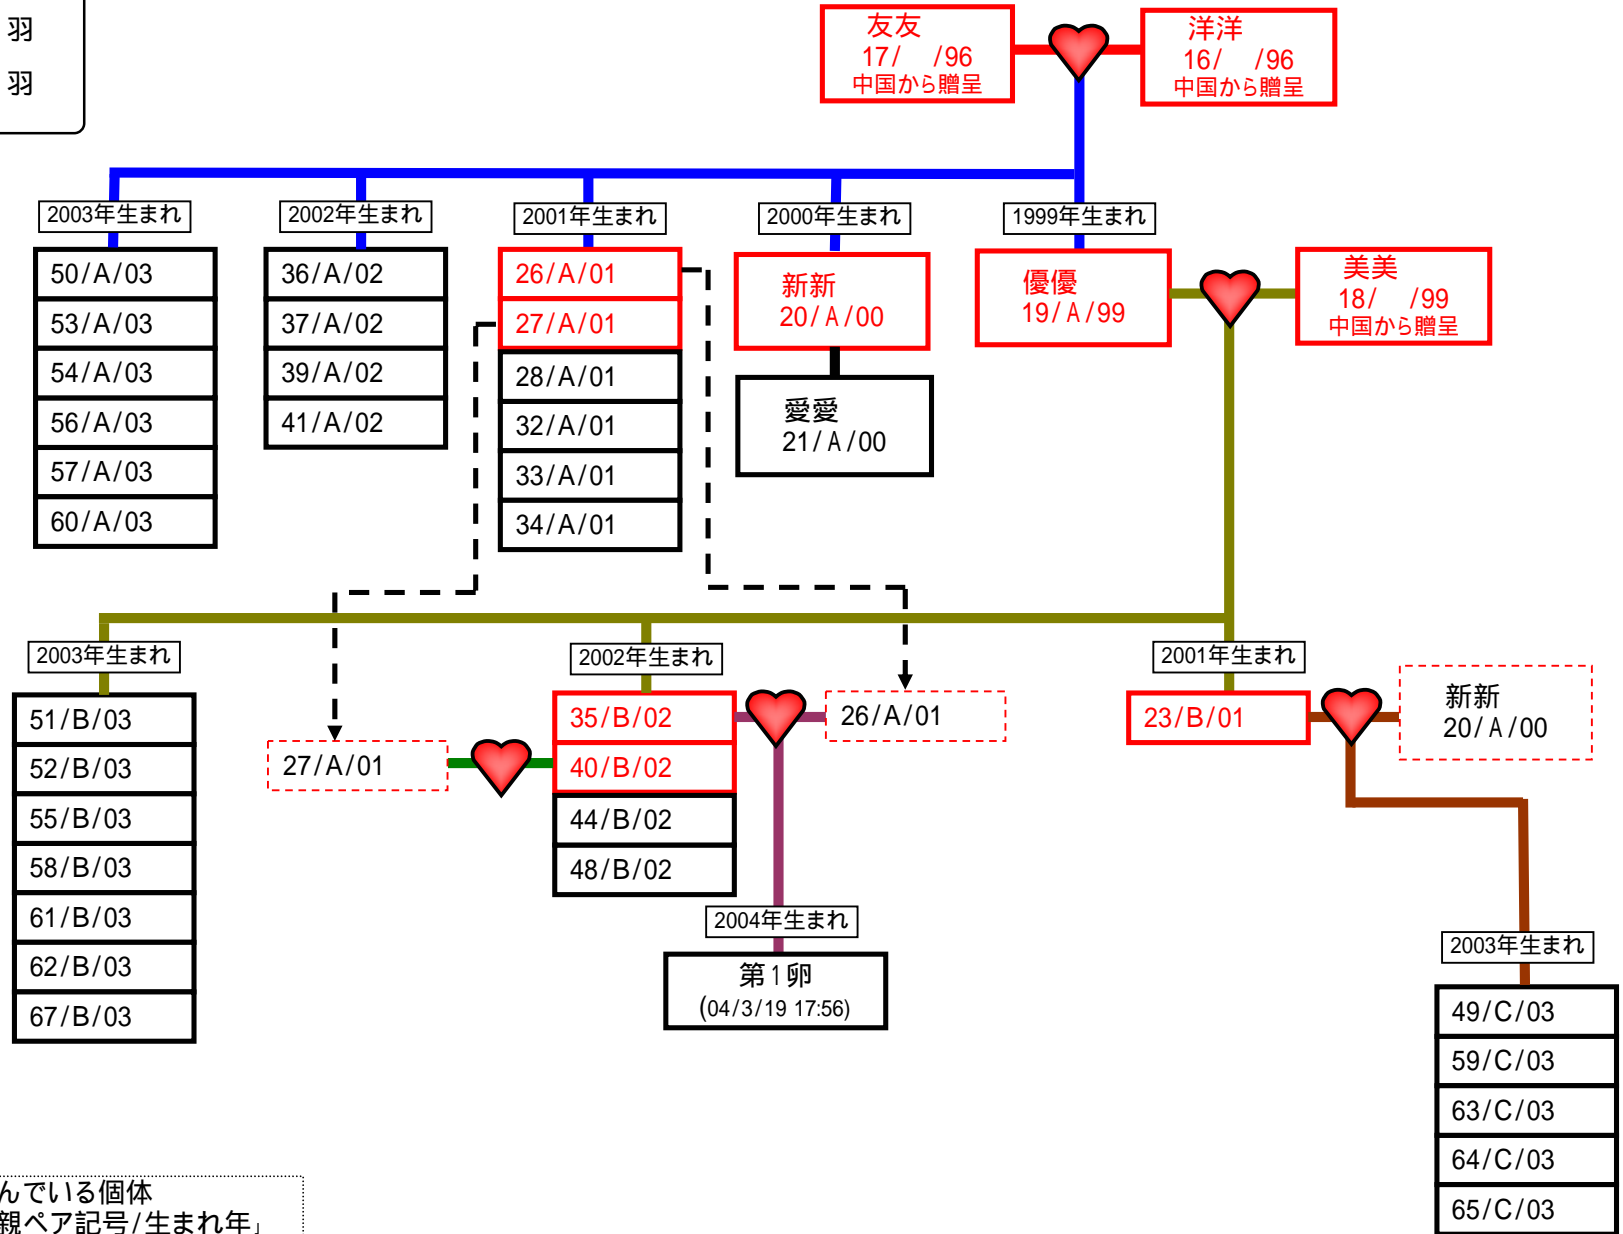 羽
羽
友友
17/ /96
中国から贈呈
洋洋
16/ /96
中国から贈呈
2003年生まれ
2002年生まれ
2001年生まれ
2000年生まれ
1999年生まれ
50/A/03
53/A/03
54/A/03
56/A/03
57/A/03
60/A/03
36/A/02
37/A/02
39/A/02
41/A/02
26/A/01
27/A/01
28/A/01
32/A/01
33/A/01
34/A/01
新新
20/A/00
愛愛
21/A/00
優優
19/A/99
美美
18/ /99
中国から贈呈
2003年生まれ
2002年生まれ
2001年生まれ
51/B/03
52/B/03
55/B/03
58/B/03
61/B/03
62/B/03
67/B/03
27/A/01
35/B/02
40/B/02
44/B/02
48/B/02
26/A/01
23/B/01
新新
20/A/00
2004年生まれ
第1卵
(04/3/19 17:56)
2003年生まれ
49/C/03
59/C/03
63/C/03
64/C/03
65/C/03
んでいる個体
親ペア記号/生まれ年」